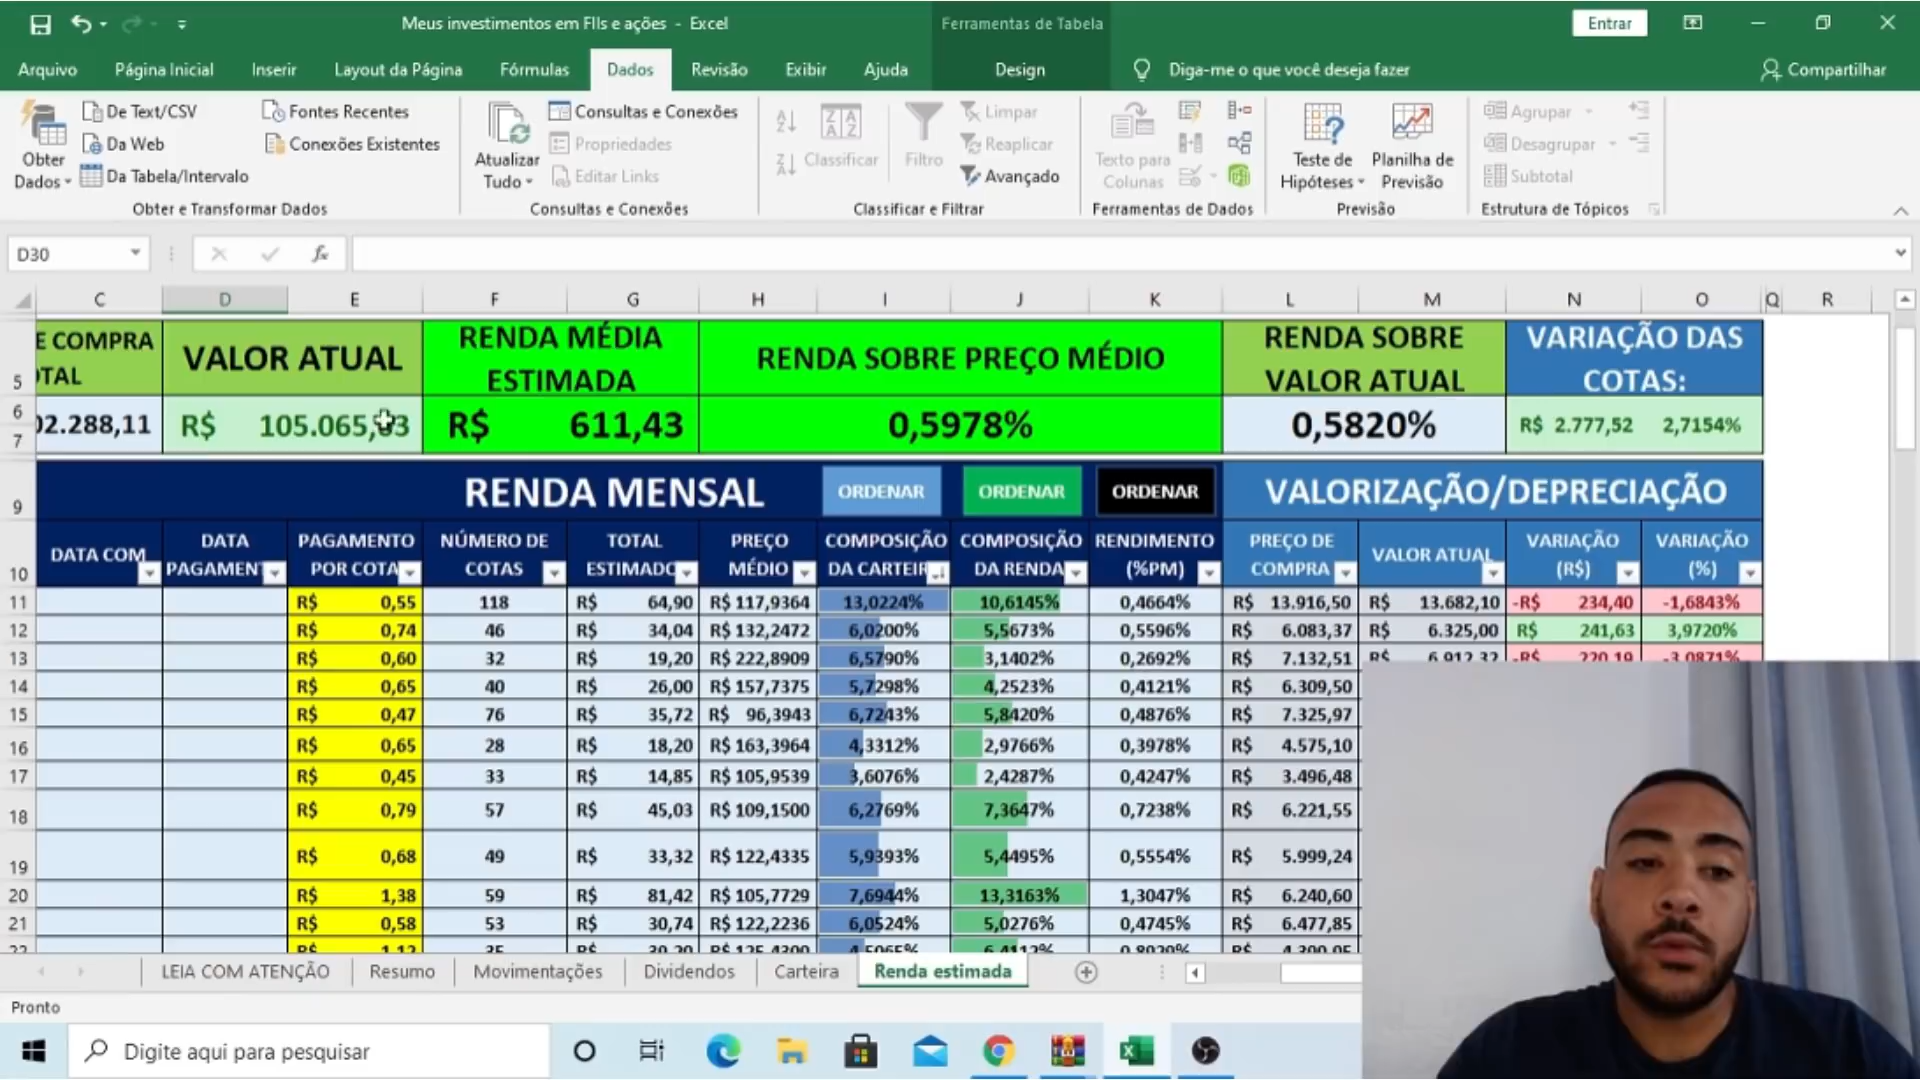 Meus investimentos em FIIs e ações - Excel
Ferramentas de Tabela
Entrar
Arquivo Página Inicial Inserir Layout da Página Fórmulas Dados Revisão Exibir Ajuda Design Diga-me o que você deseja fazer Compartilhar
Obter Dados
De Text/CSV
Da Web
Da Tabela/Intervalo
Fontes Recentes
Conexões Existentes
Obter e Transformar Dados
Atualizar Tudo
Consultas e Conexões
Propriedades
Editar Links
Consultas e Conexões
Classificar
Filtro
Limpar
Reaplicar
Avançado
Classificar e Filtrar
Texto para Colunas
Ferramentas de Dados
Teste de Hipóteses
Planilha de Previsão
Previsão
Agrupar
Desagrupar
Subtotal
Estrutura de Tópicos
D30 fx
C D E F G H I J K L M N O Q R
E COMPRA
VALOR ATUAL
RENDA MÉDIA ESTIMADA
RENDA SOBRE PREÇO MÉDIO
RENDA SOBRE VALOR ATUAL
VARIAÇÃO DAS COTAS:
5
6 2.288,11 R$ 105.065, R$ 611,43 0,5978% 0,5820% R$ 2.777,52 2,7154%
7
9 RENDA MENSAL ORDENAR ORDENAR ORDENAR VALORIZAÇÃO/DEPRECIAÇÃO
DATA COM
DATA
PAGAMENTO POR COTA
NÚMERO DE COTAS
TOTAL
PREÇO MÉDIO
COMPOSIÇÃO
COMPOSIÇÃO DA RENDA
RENDIMENTO (%PM)
PREÇO DE COMPRA
VALOR ATUAL
VARIAÇÃO (R$)
VARIAÇÃO (%)
10
11 R$ 0,55 118 R$ 64,90 R$ 117,9364 13,0224% 10,6145% 0,4664% R$ 13.916,50 R$ 13.682,10 -R$ 234,40 -1,6843%
12 R$ 0,74 46 R$ 34,04 R$ 132,2472 6,0200% 5,5673% 0,5596% R$ 6.083,37 R$ 6.325,00 R$ 241,63 3,9720%
13 R$ 0,60 32 R$ 19,20 R$ 222,8909 6,5790% 3,1402% 0,2692% R$ 7.132,51 R$ 6.912,32 -R$ 220,19 -3,0871%
14 R$ 0,65 40 R$ 26,00 R$ 157,7375 5,7298% 4,2523% 0,4121% R$ 6.309,50
15 R$ 0,47 76 R$ 35,72 R$ 96,3943 6,7243% 5,8420% 0,4876% R$ 7.325,97
16 R$ 0,65 28 R$ 18,20 R$ 163,3964 4,3312% 2,9766% 0,3978% R$ 4.575,10
17 R$ 0,45 33 R$ 14,85 R$ 105,9539 3,6076% 2,4287% 0,4247% R$ 3.496,48
18 R$ 0,79 57 R$ 45,03 R$ 109,1500 6,2769% 7,3647% 0,7238% R$ 6.221,55
19 R$ 0,68 49 R$ 33,32 R$ 122,4335 5,9393% 5,4495% 0,5554% R$ 5.999,24
20 R$ 1,38 59 R$ 81,42 R$ 105,7729 7,6944% 13,3163% 1,3047% R$ 6.240,60
21 R$ 0,58 53 R$ 30,74 R$ 122,2236 6,0524% 5,0276% 0,4745% R$ 6.477,85
22
LEIA COM ATENÇÃO Resumo Movimentações Dividendos Carteira Renda estimada
Pronto
Digite aqui para pesquisar